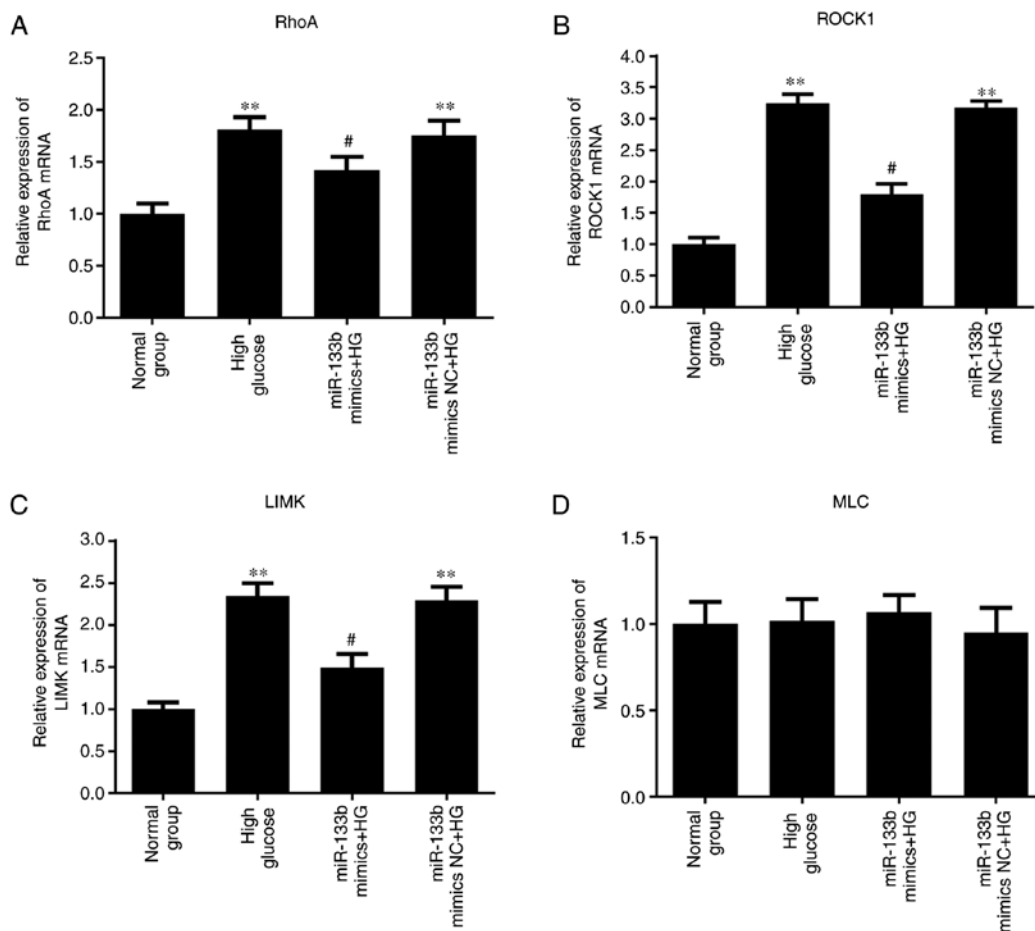 A
RhoA
Relative expression of
RhoA mRNA
2.5
2.0
1.5
1.0
0.5
0.0
**
#
**
Normal
group
High
glucose
miR-133b
mimics+HG
miR-133b
mimics NC+HG
B
ROCK1
Relative expression of
ROCK1 mRNA
4.0
3.5
3.0
2.5
2.0
1.5
1.0
0.5
0.0
**
#
**
Normal
group
High
glucose
miR-133b
mimics+HG
miR-133b
mimics NC+HG
C
LIMK
Relative expression of
LIMK mRNA
3.0
2.5
2.0
1.5
1.0
0.5
0.0
**
#
**
Normal
group
High
glucose
miR-133b
mimics+HG
miR-133b
mimics NC+HG
D
MLC
Relative expression of
MLC mRNA
1.5
1.0
0.5
0.0
Normal
group
High
glucose
miR-133b
mimics+HG
miR-133b
mimics NC+HG